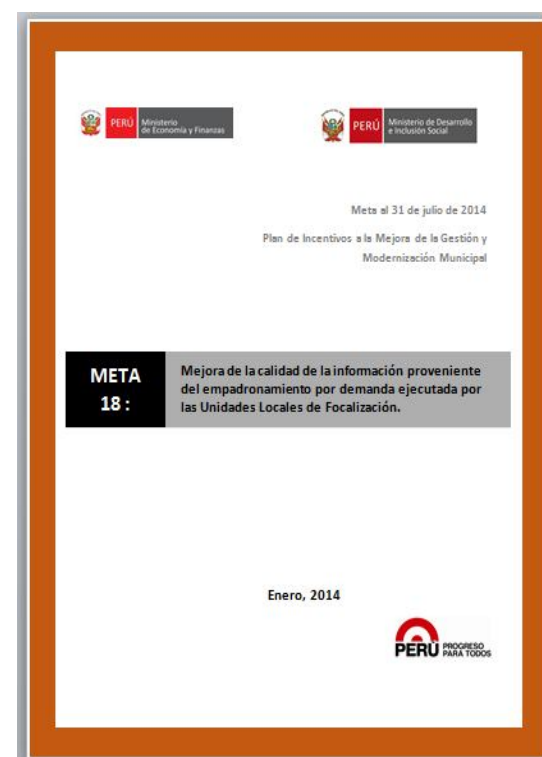 PERÚ Ministerio de Economía y Finanzas
PERÚ Ministerio de Desarrollo e Inclusión Social
Meta al 31 de julio de 2014
Plan de Incentivos a la Mejora de la Gestión y
Modernización Municipal
META
18 :
Mejora de la calidad de la información proveniente
del empadronamiento por demanda ejecutada por
las Unidades Locales de Focalización.
Enero, 2014
PERÚ PROGRESO
PARA TODOS